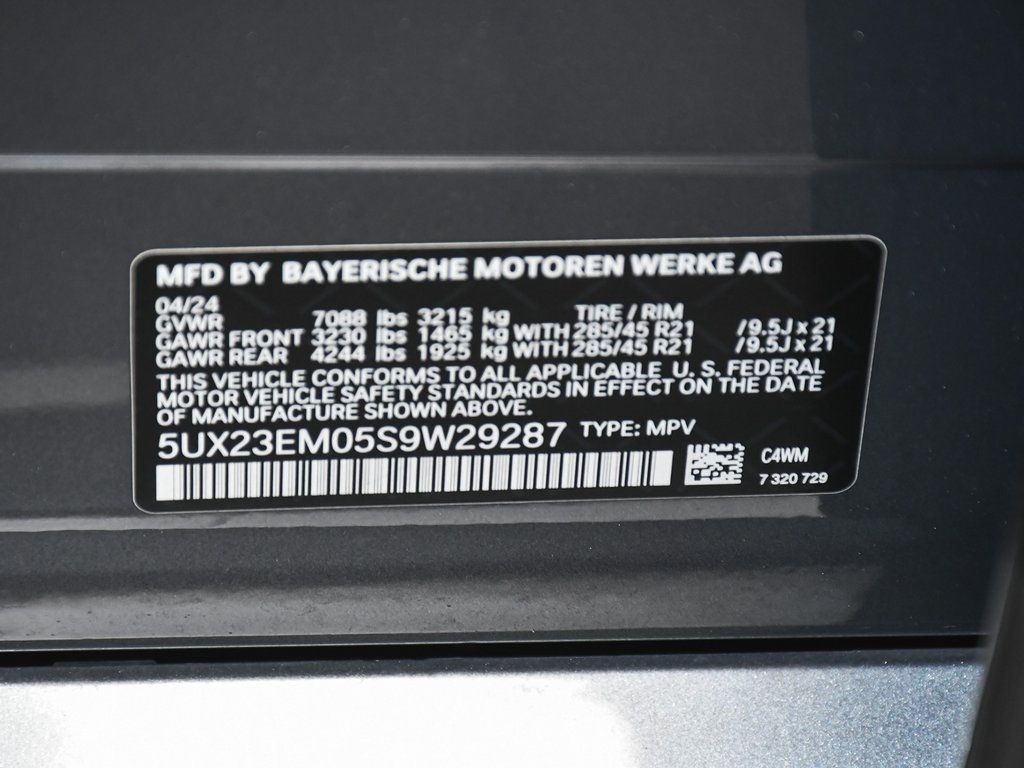 MFD BY BAYERISCHE MOTOREN WERKE AG
04/24 TIRE / RIM
GVWR 7088 lbs 3215 kg
GAWR FRONT 3230 lbs 1465 kg WITH 285/45 R21 /9.5J x 21
GAWR REAR 4244 lbs 1925 kg WITH 285/45 R21 /9.5J x 21
THIS VEHICLE CONFORMS TO ALL APPLICABLE U. S. FEDERAL
MOTOR VEHICLE SAFETY STANDARDS IN EFFECT ON THE DATE
OF MANUFACTURE SHOWN ABOVE.
5UX23EM05S9W29287 TYPE: MPV
C4WM
7 320 729